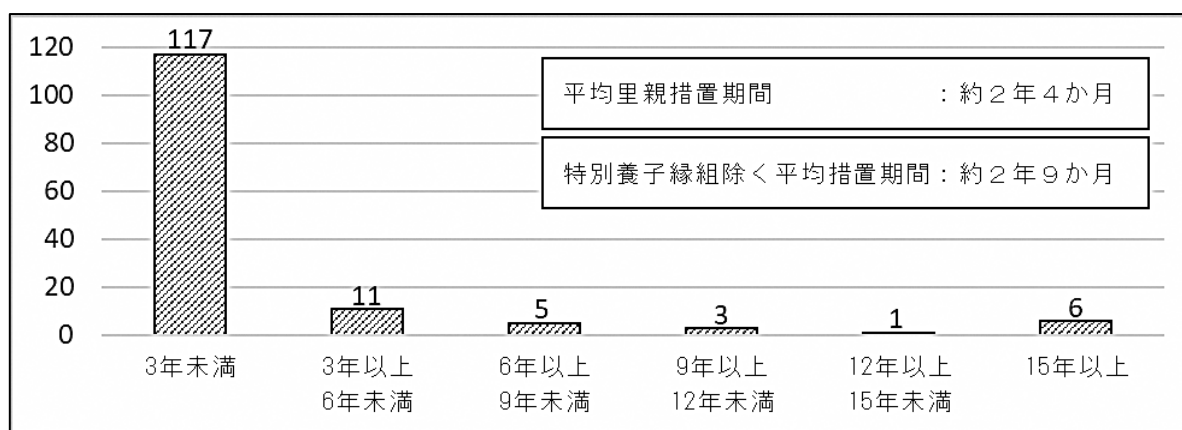 120
100
80
60
40
20
0
117
11
5
3
1
6
平均里親措置期間　　　　　　：約２年４か月
特別養子縁組除く平均措置期間：約２年９か月
3年未満
3年以上
6年未満
6年以上
9年未満
9年以上
12年未満
12年以上
15年未満
15年以上